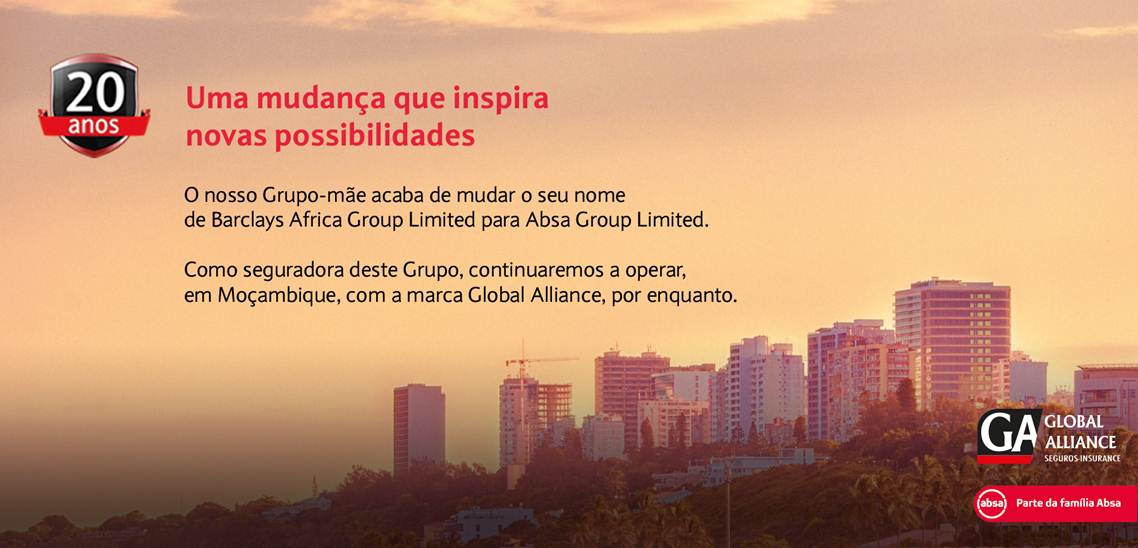 20
anos
Uma mudança que inspira
novas possibilidades
O nosso Grupo-mãe acaba de mudar o seu nome
de Barclays Africa Group Limited para Absa Group Limited.
Como seguradora deste Grupo, continuaremos a operar,
em Moçambique, com a marca Global Alliance, por enquanto.
GA GLOBAL
ALLIANCE
SEGUROS-INSURANCE
absa Parte da família Absa